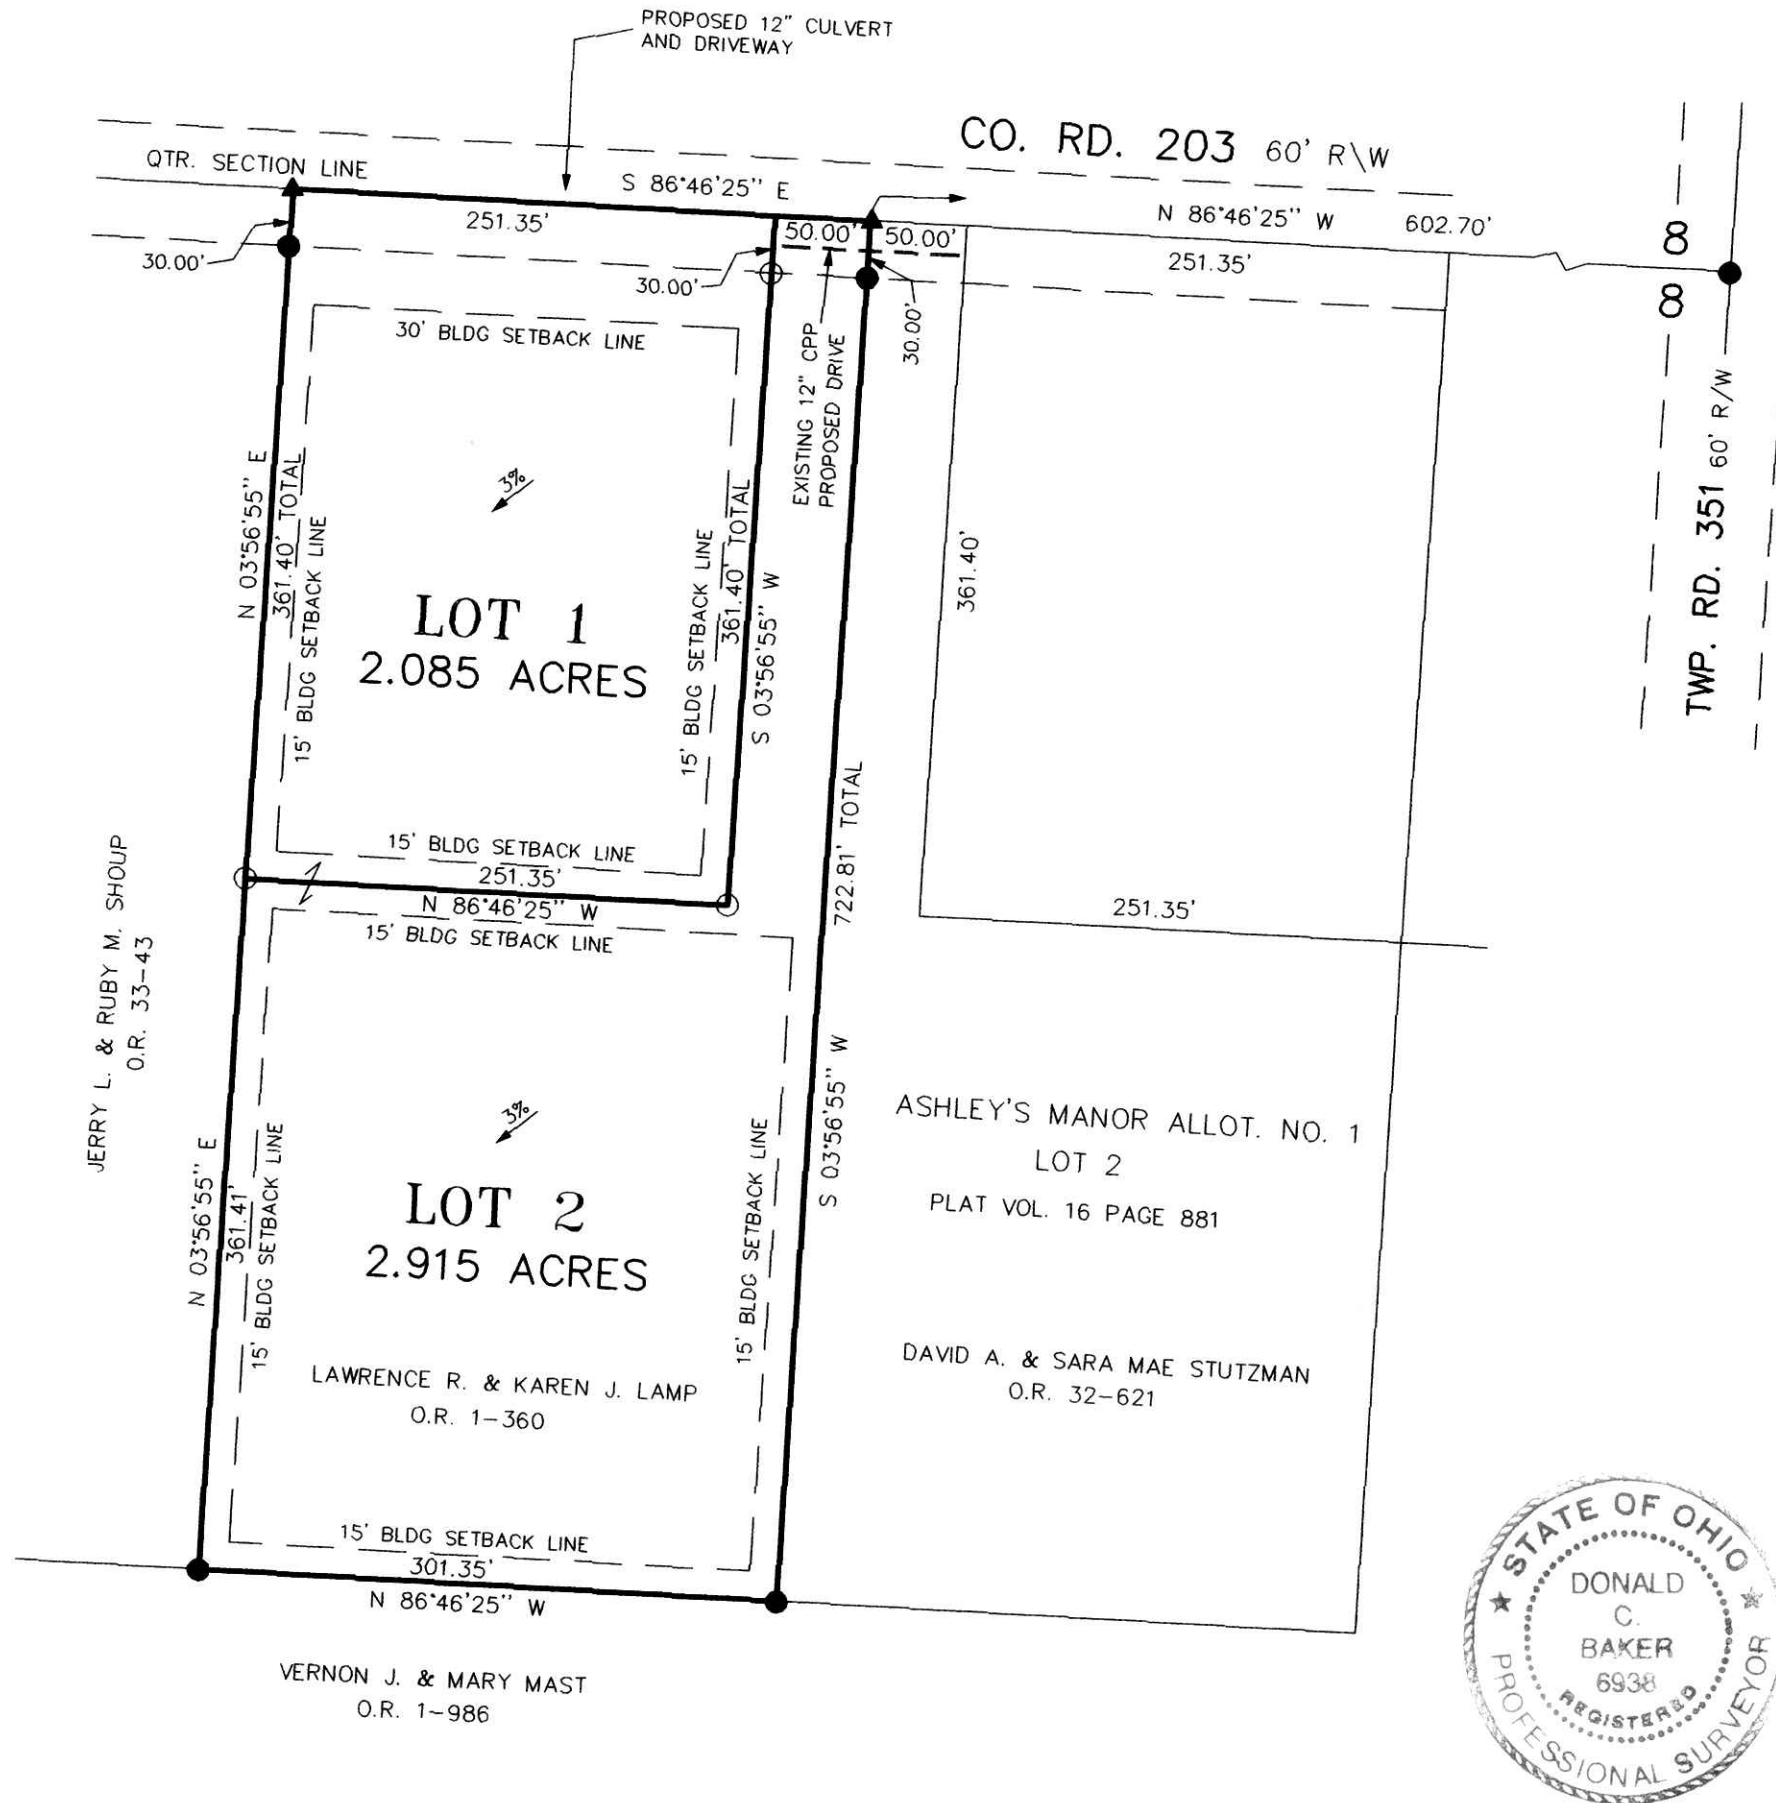 PROPOSED 12" CULVERT
AND DRIVEWAY
CO. RD. 203 60' R\W
QTR. SECTION LINE
S 86°46'25" E
N 86°46'25" W 602.70'
251.35'
50.00'
50.00'
251.35'
30.00'
30.00'
30.00'
8
8
TWP. RD. 351 60' R/W
30' BLDG SETBACK LINE
EXISTING 12" CPP
PROPOSED DRIVE
N 03°56'55" E
361.40' TOTAL
15' BLDG SETBACK LINE
3%
LOT 1
2.085 ACRES
15' BLDG SETBACK LINE
361.40' TOTAL
S 03°56'55" W
361.40'
15' BLDG SETBACK LINE
251.35'
N 86°46'25" W
15' BLDG SETBACK LINE
722.81' TOTAL
S 03°56'55" W
251.35'
JERRY L. & RUBY M. SHOUP
O.R. 33-43
N 03°56'55" E
361.41'
15' BLDG SETBACK LINE
3%
LOT 2
2.915 ACRES
15' BLDG SETBACK LINE
LAWRENCE R. & KAREN J. LAMP
O.R. 1-360
ASHLEY'S MANOR ALLOT. NO. 1
LOT 2
PLAT VOL. 16 PAGE 881
DAVID A. & SARA MAE STUTZMAN
O.R. 32-621
15' BLDG SETBACK LINE
301.35'
N 86°46'25" W
VERNON J. & MARY MAST
O.R. 1-986
STATE OF OHIO
DONALD
C.
BAKER
6938
REGISTERED
PROFESSIONAL SURVEYOR